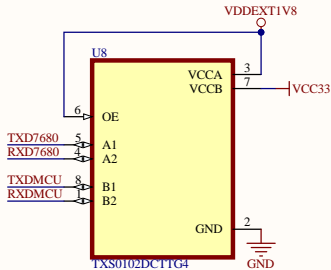 VDDEXT1V8
U8
VCCA 3
VCCB 7 VCC33
6 OE
TXD7680 5 A1
RXD7680 4 A2
TXDMCU 8 B1
RXDMCU 1 B2
GND 2
TXS0102DCTTG4
GND